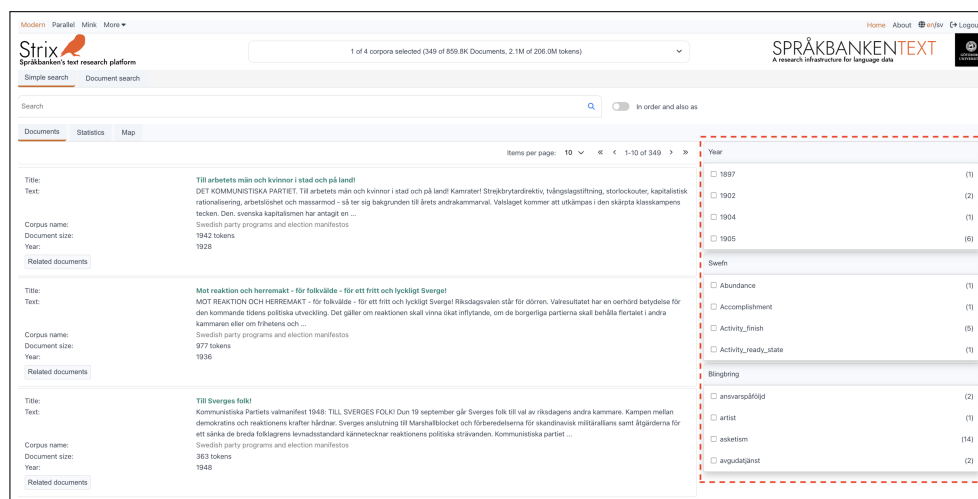 Modern Parallel Mink More
Home About en/sv Logou
Strix
Språkbanken's text research platform
1 of 4 corpora selected (349 of 859.8K Documents, 2.1M of 206.0M tokens)
SPRÅKBANKENTEXT
A research infrastructure for language data
Simple search Document search
Search
In order and also as
Documents Statistics Map
Items per page: 10 « ‹ 1-10 of 349 › »
Title: Till arbetets män och kvinnor i stad och på land!
Text: DET KOMMUNISTISKA PARTIET. Till arbetets män och kvinnor i stad och på land! Kamrater! Strejkbrytardirektiv, tvångslagstiftning, storlockouter, kapitalistisk
rationalisering, arbetslöshet och massarmod - så ter sig bakgrunden till årets andrakammarval. Valslaget kommer att utkämpas i den skärpta klasskampens
tecken. Den. svenska kapitalismen har antagit en ...
Corpus name: Swedish party programs and election manifestos
Document size: 1942 tokens
Year: 1928
Related documents
Title: Mot reaktion och herremakt - för folkvälde - för ett fritt och lyckligt Sverge!
Text: MOT REAKTION OCH HERREMAKT - för folkvälde - för ett fritt och lyckligt Sverge! Riksdagsvalen står för dörren. Valresultatet har en oerhörd betydelse för
den kommande tidens politiska utveckling. Det gäller om reaktionen skall vinna ökat inflytande, om de borgerliga partierna skall behålla flertalet i andra
kammaren eller om frihetens och ...
Corpus name: Swedish party programs and election manifestos
Document size: 977 tokens
Year: 1936
Related documents
Title: Till Sverges folk!
Text: Kommunistiska Partiets valmanifest 1948: TILL SVERGES FOLK! Dun 19 september går Sverges folk till val av riksdagens andra kammare. Kampen mellan
demokratins och reaktionens krafter hårdnar. Sverges anslutning till Marshallblocket och förberedelserna för skandinavisk militärallians samt åtgärderna för
ett sänka de breda folklagrens levnadsstandard kännetecknar reaktionens politiska strävanden. Kommunistiska partiet ...
Corpus name: Swedish party programs and election manifestos
Document size: 363 tokens
Year: 1948
Related documents
Year
1897 (1)
1902 (2)
1904 (1)
1905 (6)
Swefn
Abundance (1)
Accomplishment (1)
Activity_finish (5)
Activity_ready_state (1)
Blingbring
ansvarspåföljd (2)
artist (1)
asketism (14)
avgudatjänst (2)